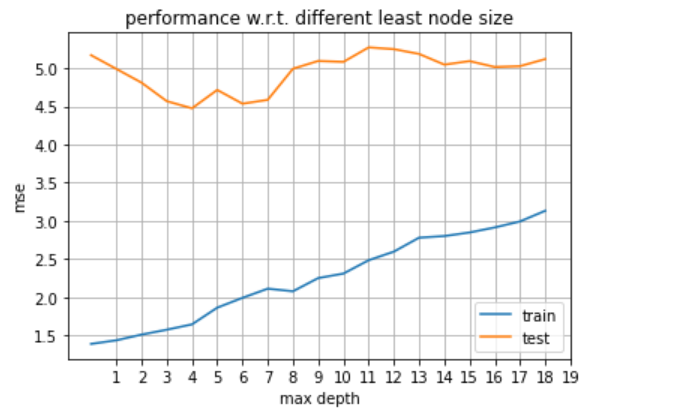 performance w.r.t. different least node size
5.0
4.5
4.0
3.5
3.0
2.5
2.0
1.5
mse
train
test
1 2 3 4 5 6 7 8 9 10 11 12 13 14 15 16 17 18 19
max depth